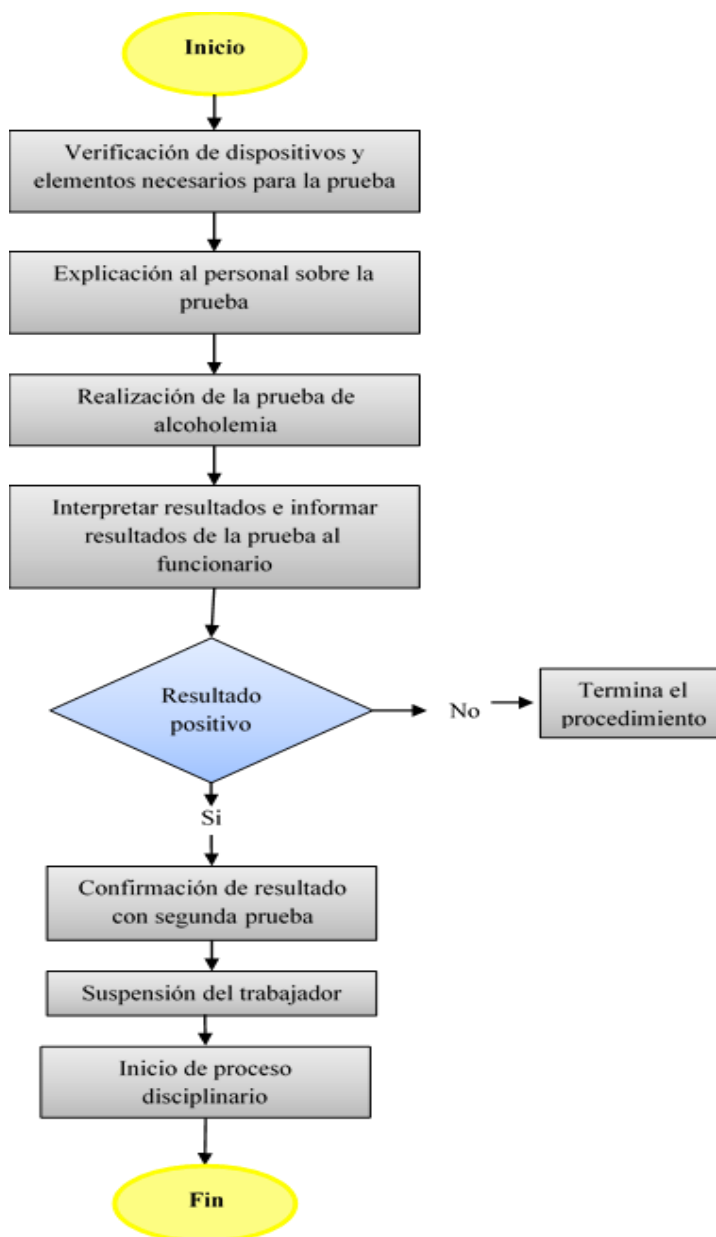 Inicio
Verificación de dispositivos y
elementos necesarios para la prueba
Explicación al personal sobre la
prueba
Realización de la prueba de
alcoholemia
Interpretar resultados e informar
resultados de la prueba al
funcionario
Resultado
positivo
No
Termina el
procedimiento
Si
Confirmación de resultado
con segunda prueba
Suspensión del trabajador
Inicio de proceso
disciplinario
Fin